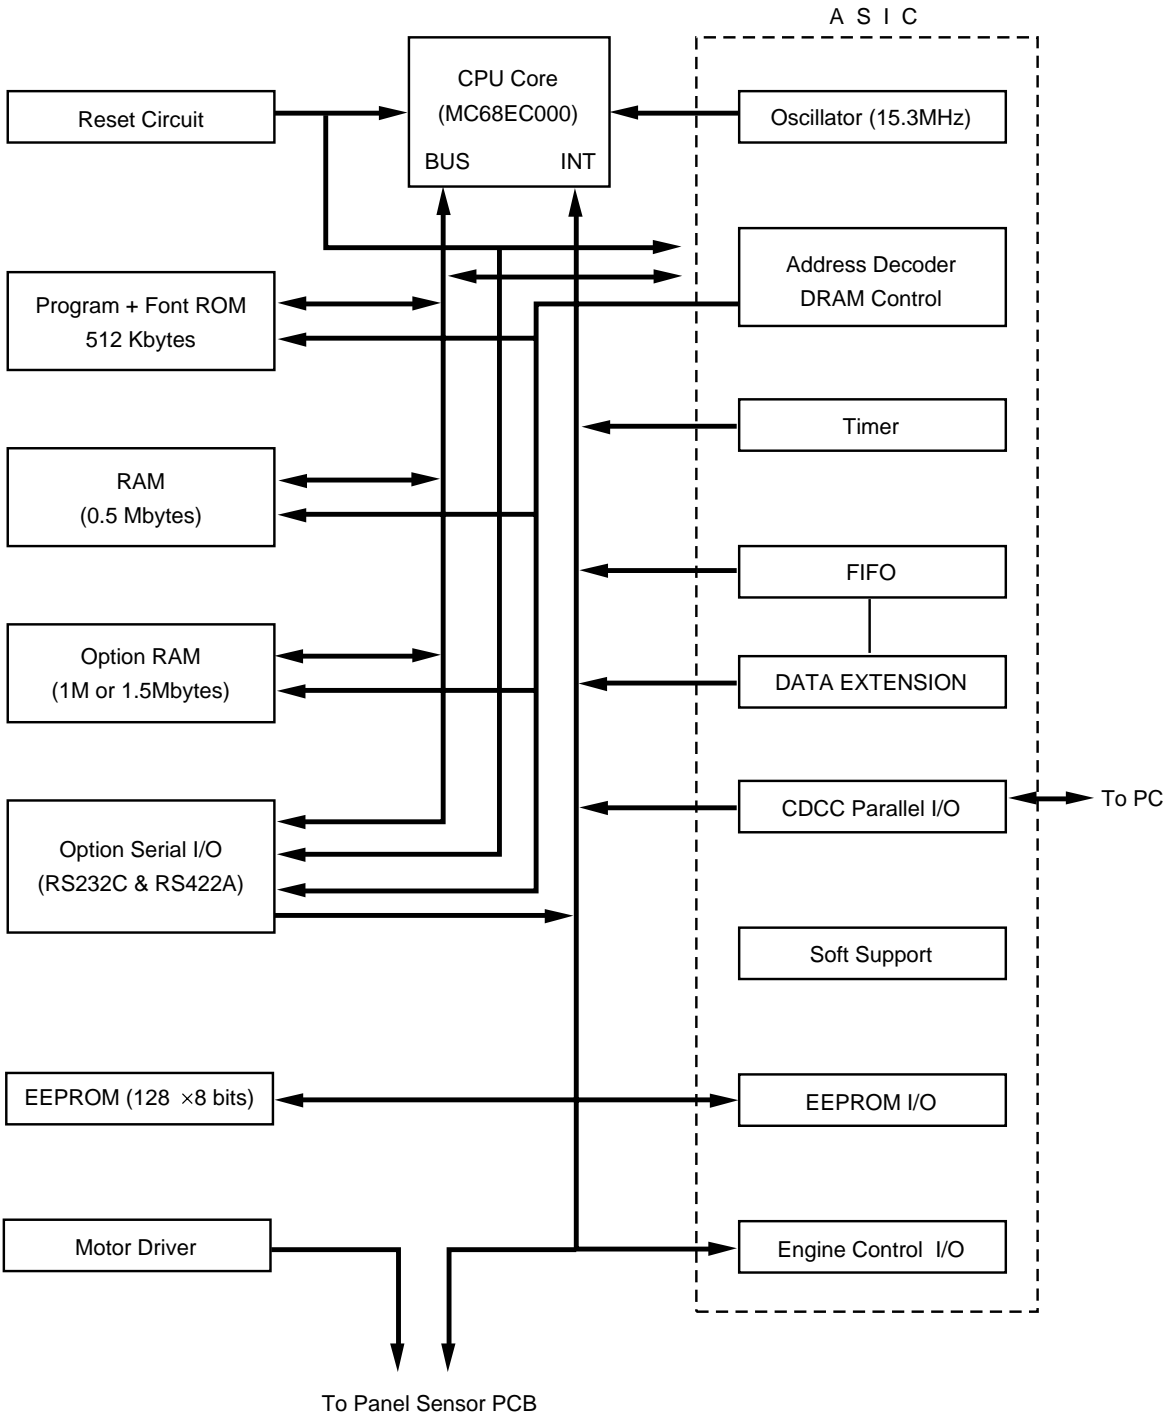 A S I C
CPU Core
(MC68EC000)
BUS INT
Reset Circuit
Oscillator (15.3MHz)
Address Decoder
DRAM Control
Program + Font ROM
512 Kbytes
Timer
RAM
(0.5 Mbytes)
FIFO
Option RAM
(1M or 1.5Mbytes)
DATA EXTENSION
CDCC Parallel I/O
To PC
Option Serial I/O
(RS232C & RS422A)
Soft Support
EEPROM (128 ×8 bits)
EEPROM I/O
Motor Driver
Engine Control I/O
To Panel Sensor PCB